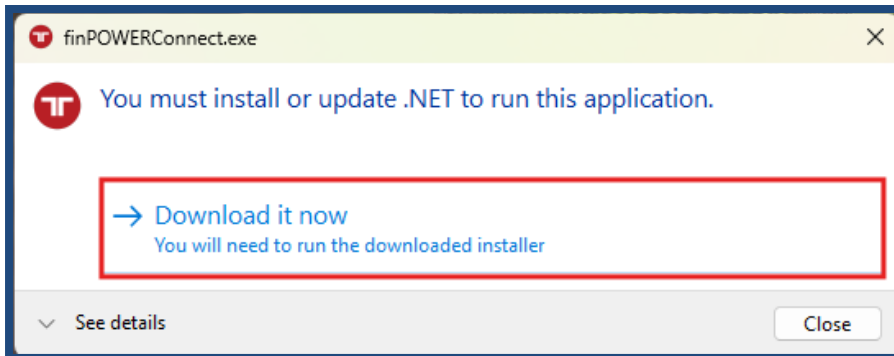 finPOWERConnect.exe
You must install or update .NET to run this application.
Download it now
You will need to run the downloaded installer
See details
Close